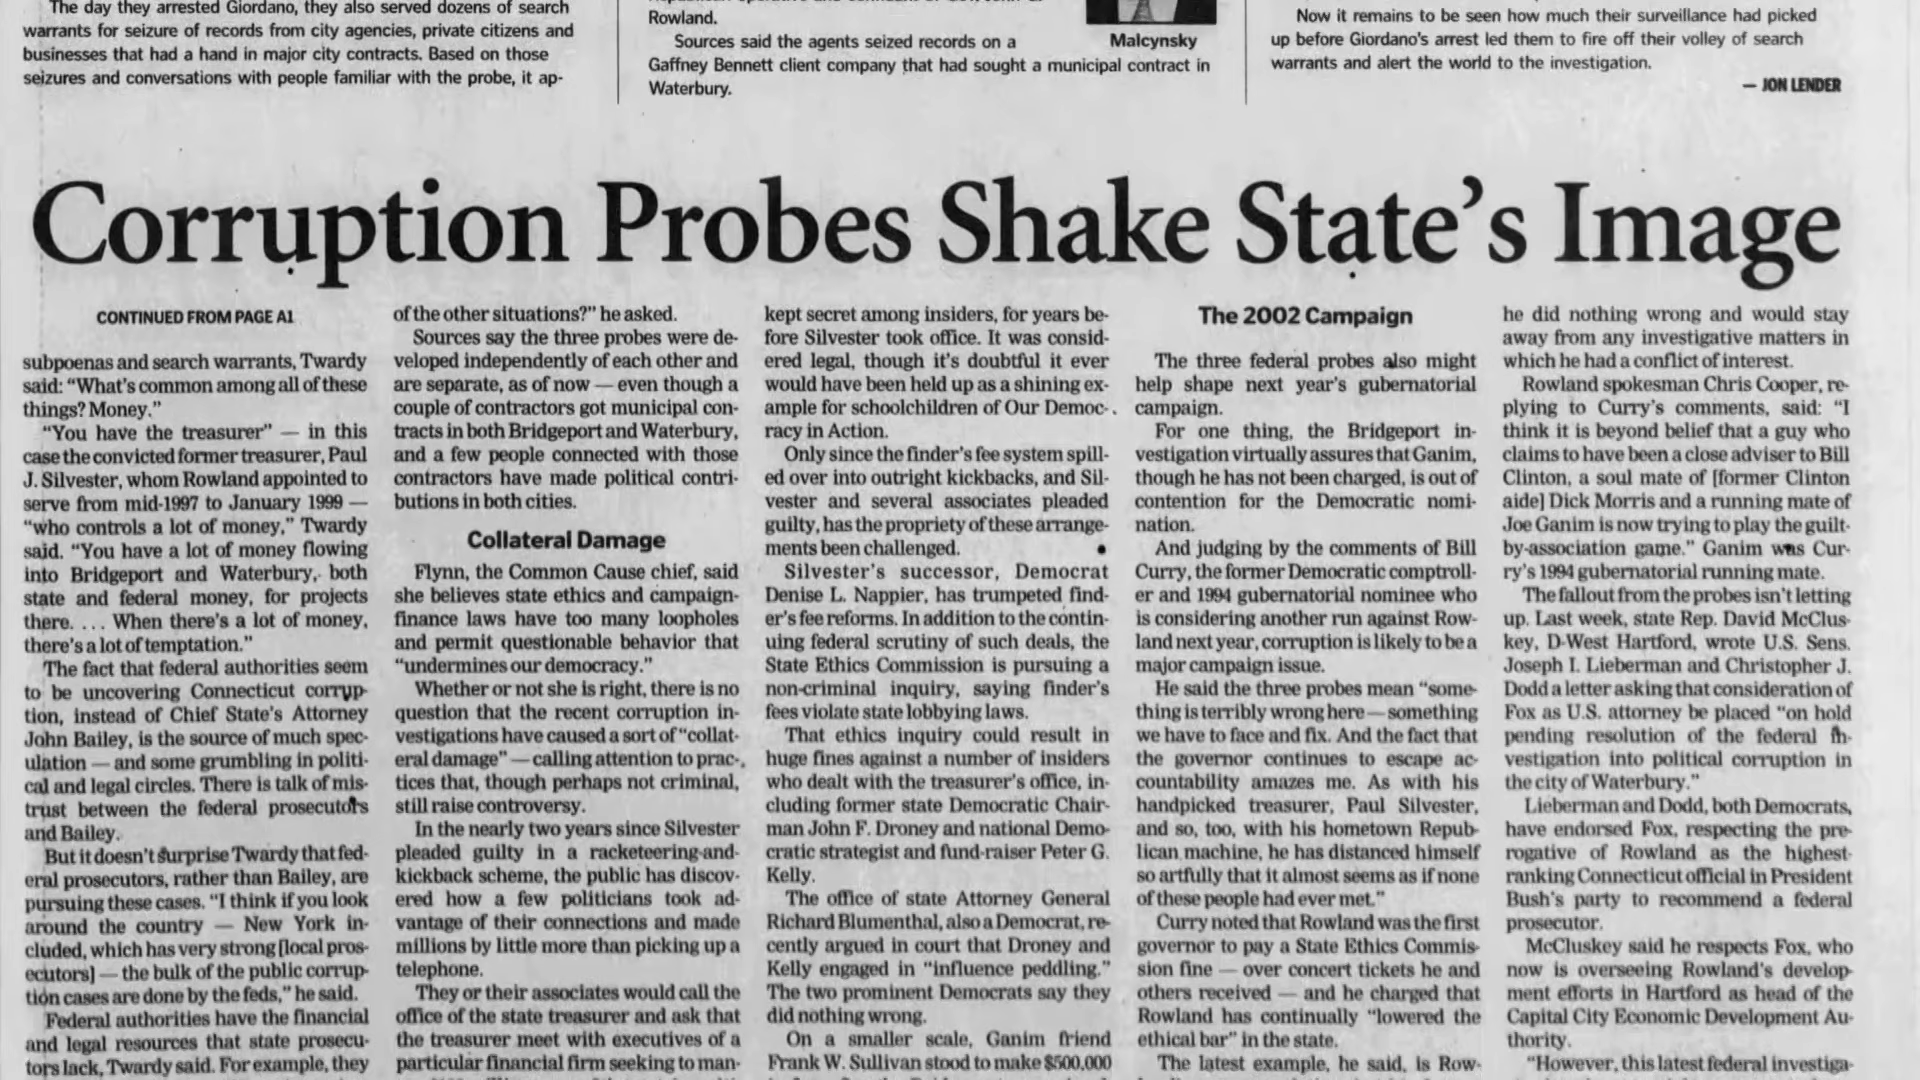 The day they arrested Giordano, they also served dozens of search
warrants for seizure of records from city agencies, private citizens and
businesses that had a hand in major city contracts. Based on those
seizures and conversations with people familiar with the probe, it ap-
Rowland.
Sources said the agents seized records on a
Gaffney Bennett client company that had sought a municipal contract in
Waterbury.
Malcynsky
Now it remains to be seen how much their surveillance had picked
up before Giordano's arrest led them to fire off their volley of search
warrants and alert the world to the investigation.
— JON LENDER
Corruption Probes Shake State's Image
CONTINUED FROM PAGE A1
subpoenas and search warrants, Twardy
said: “What's common among all of these
things? Money.”
“You have the treasurer” — in this
case the convicted former treasurer, Paul
J. Silvester, whom Rowland appointed to
serve from mid-1997 to January 1999 —
“who controls a lot of money,” Twardy
said. “You have a lot of money flowing
into Bridgeport and Waterbury, both
state and federal money, for projects
there. . . . When there's a lot of money,
there's a lot of temptation.”
The fact that federal authorities seem
to be uncovering Connecticut corrup-
tion, instead of Chief State's Attorney
John Bailey, is the source of much spec-
ulation — and some grumbling in politi-
cal and legal circles. There is talk of mis-
trust between the federal prosecutors
and Bailey.
But it doesn't surprise Twardy that fed-
eral prosecutors, rather than Bailey, are
pursuing these cases. “I think if you look
around the country — New York in-
cluded, which has very strong [local pros-
ecutors] — the bulk of the public corrup-
tion cases are done by the feds,” he said.
Federal authorities have the financial
and legal resources that state prosecu-
tors lack, Twardy said. For example, they
of the other situations?” he asked.
Sources say the three probes were de-
veloped independently of each other and
are separate, as of now — even though a
couple of contractors got municipal con-
tracts in both Bridgeport and Waterbury,
and a few people connected with those
contractors have made political contri-
butions in both cities.
Collateral Damage
Flynn, the Common Cause chief, said
she believes state ethics and campaign-
finance laws have too many loopholes
and permit questionable behavior that
“undermines our democracy.”
Whether or not she is right, there is no
question that the recent corruption in-
vestigations have caused a sort of “collat-
eral damage” — calling attention to prac-
tices that, though perhaps not criminal,
still raise controversy.
In the nearly two years since Silvester
pleaded guilty in a racketeering-and-
kickback scheme, the public has discov-
ered how a few politicians took ad-
vantage of their connections and made
millions by little more than picking up a
telephone.
They or their associates would call the
office of the state treasurer and ask that
the treasurer meet with executives of a
particular financial firm seeking to man-
kept secret among insiders, for years be-
fore Silvester took office. It was consid-
ered legal, though it's doubtful it ever
would have been held up as a shining ex-
ample for schoolchildren of Our Democ-
racy in Action.
Only since the finder's fee system spill-
ed over into outright kickbacks, and Sil-
vester and several associates pleaded
guilty, has the propriety of these arrange-
ments been challenged.
Silvester's successor, Democrat
Denise L. Nappier, has trumpeted find-
er's fee reforms. In addition to the contin-
uing federal scrutiny of such deals, the
State Ethics Commission is pursuing a
non-criminal inquiry, saying finder's
fees violate state lobbying laws.
That ethics inquiry could result in
huge fines against a number of insiders
who dealt with the treasurer's office, in-
cluding former state Democratic Chair-
man John F. Droney and national Demo-
cratic strategist and fund-raiser Peter G.
Kelly.
The office of state Attorney General
Richard Blumenthal, also a Democrat, re-
cently argued in court that Droney and
Kelly engaged in “influence peddling.”
The two prominent Democrats say they
did nothing wrong.
On a smaller scale, Ganim friend
Frank W. Sullivan stood to make $500,000
The 2002 Campaign
The three federal probes also might
help shape next year's gubernatorial
campaign.
For one thing, the Bridgeport in-
vestigation virtually assures that Ganim,
though he has not been charged, is out of
contention for the Democratic nomi-
nation.
And judging by the comments of Bill
Curry, the former Democratic comptroll-
er and 1994 gubernatorial nominee who
is considering another run against Row-
land next year, corruption is likely to be a
major campaign issue.
He said the three probes mean “some-
thing is terribly wrong here — something
we have to face and fix. And the fact that
the governor continues to escape ac-
countability amazes me. As with his
handpicked treasurer, Paul Silvester,
and so, too, with his hometown Repub-
lican machine, he has distanced himself
so artfully that it almost seems as if none
of these people had ever met.”
Curry noted that Rowland was the first
governor to pay a State Ethics Commis-
sion fine — over concert tickets he and
others received — and he charged that
Rowland has continually “lowered the
ethical bar” in the state.
The latest example, he said, is Row-
he did nothing wrong and would stay
away from any investigative matters in
which he had a conflict of interest.
Rowland spokesman Chris Cooper, re-
plying to Curry's comments, said: “I
think it is beyond belief that a guy who
claims to have been a close adviser to Bill
Clinton, a soul mate of [former Clinton
aide] Dick Morris and a running mate of
Joe Ganim is now trying to play the guilt-
by-association game.” Ganim was Cur-
ry's 1994 gubernatorial running mate.
The fallout from the probes isn't letting
up. Last week, state Rep. David McClus-
key, D-West Hartford, wrote U.S. Sens.
Joseph I. Lieberman and Christopher J.
Dodd a letter asking that consideration of
Fox as U.S. attorney be placed “on hold
pending resolution of the federal in-
vestigation into political corruption in
the city of Waterbury.”
Lieberman and Dodd, both Democrats,
have endorsed Fox, respecting the pre-
rogative of Rowland as the highest-
ranking Connecticut official in President
Bush's party to recommend a federal
prosecutor.
McCluskey said he respects Fox, who
now is overseeing Rowland's develop-
ment efforts in Hartford as head of the
Capital City Economic Development Au-
thority.
“However, this latest federal investiga-